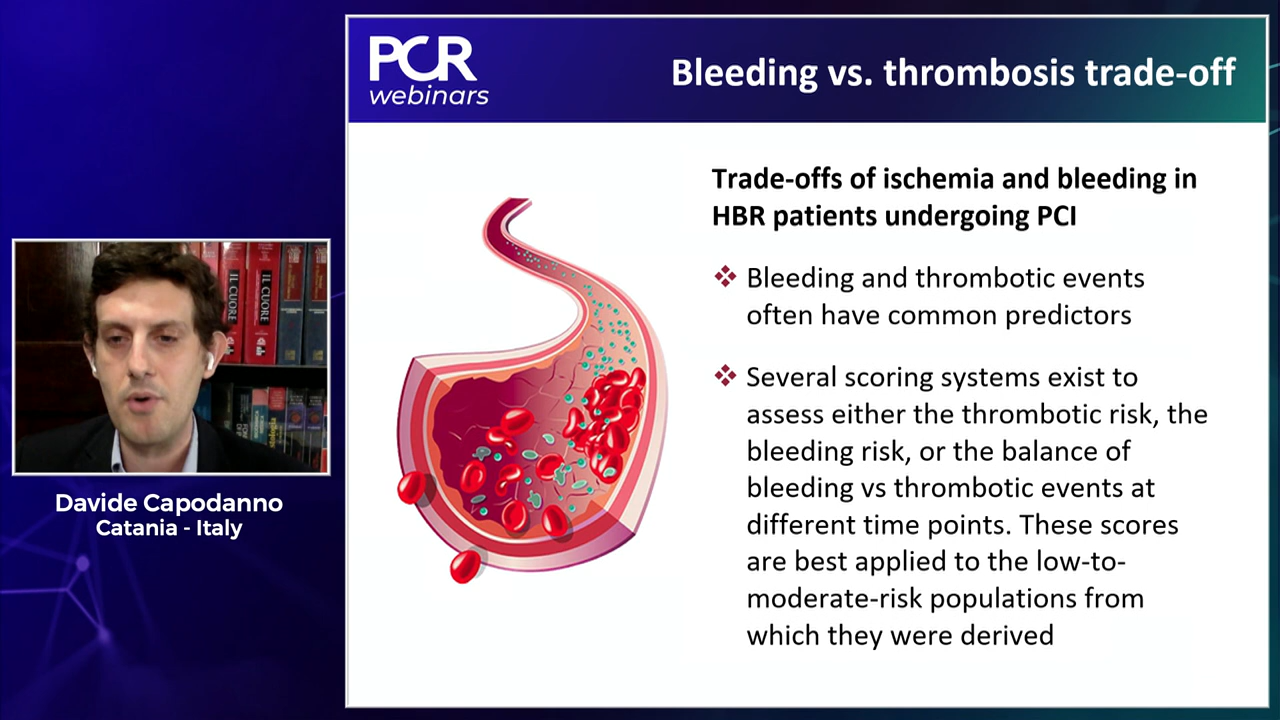 PCR
webinars
Bleeding vs. thrombosis trade-off
Trade-offs of ischemia and bleeding in
HBR patients undergoing PCI
Bleeding and thrombotic events
often have common predictors
Several scoring systems exist to
assess either the thrombotic risk, the
bleeding risk, or the balance of
bleeding vs thrombotic events at
different time points. These scores
are best applied to the low-to-
moderate-risk populations from
which they were derived
IL CUORE
IL CUORE
Davide Capodanno
Catania - Italy